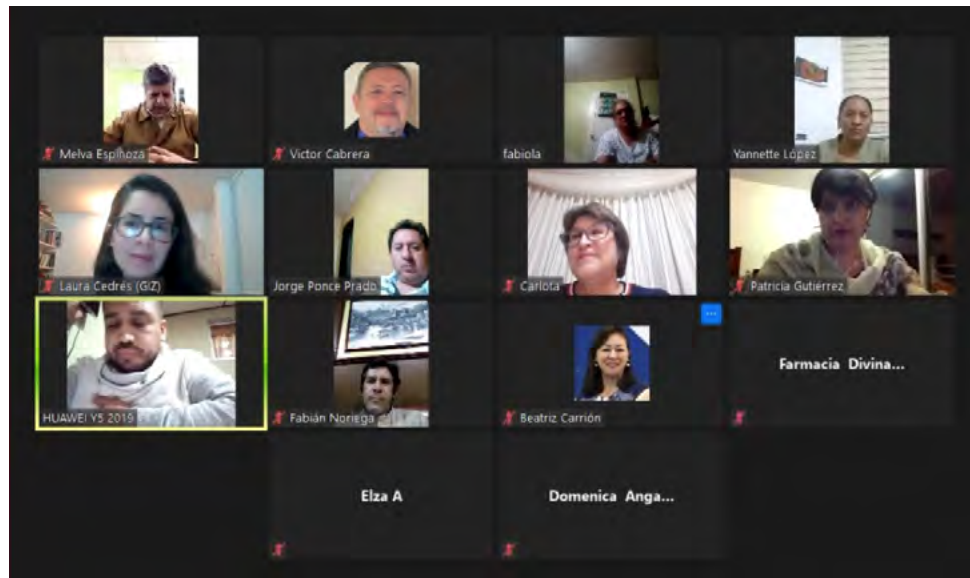 Melva Espinoza
Victor Cabrera
fabiola
Yannette López
Laura Cedrés (GIZ)
Jorge Ponce Prado
Carlota
Patricia Gutiérrez
HUAWEI Y5 2019
Fabián Noriega
Beatriz Carrión
Farmacia Divina...
Elza A
Domenica Anga...